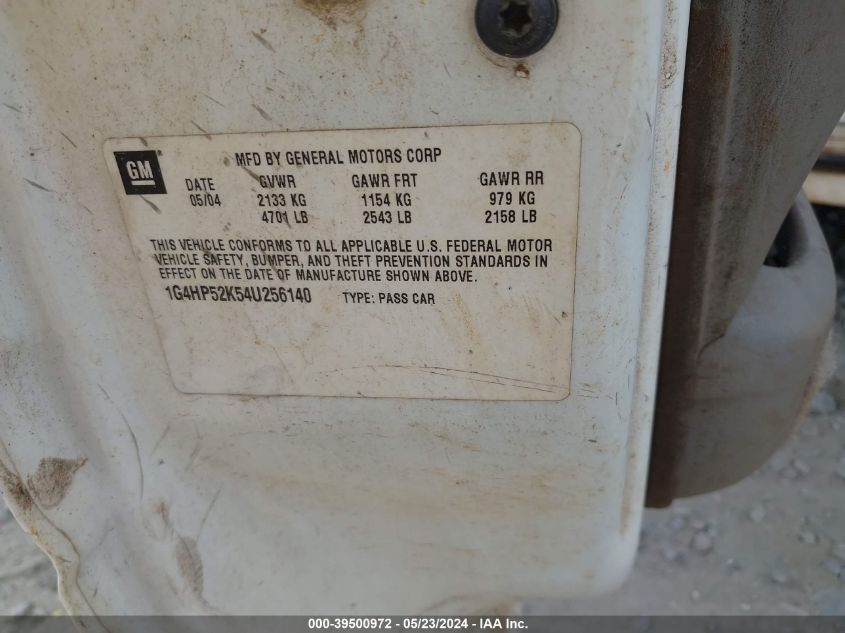 GM
MFD BY GENERAL MOTORS CORP
DATE GVWR GAWR FRT GAWR RR
05/04 2133 KG 1154 KG 979 KG
4701 LB 2543 LB 2158 LB
THIS VEHICLE CONFORMS TO ALL APPLICABLE U.S. FEDERAL MOTOR
VEHICLE SAFETY, BUMPER, AND THEFT PREVENTION STANDARDS IN
EFFECT ON THE DATE OF MANUFACTURE SHOWN ABOVE.
1G4HP52K54U256140 TYPE: PASS CAR
000-39500972 - 05/23/2024 - IAA Inc.